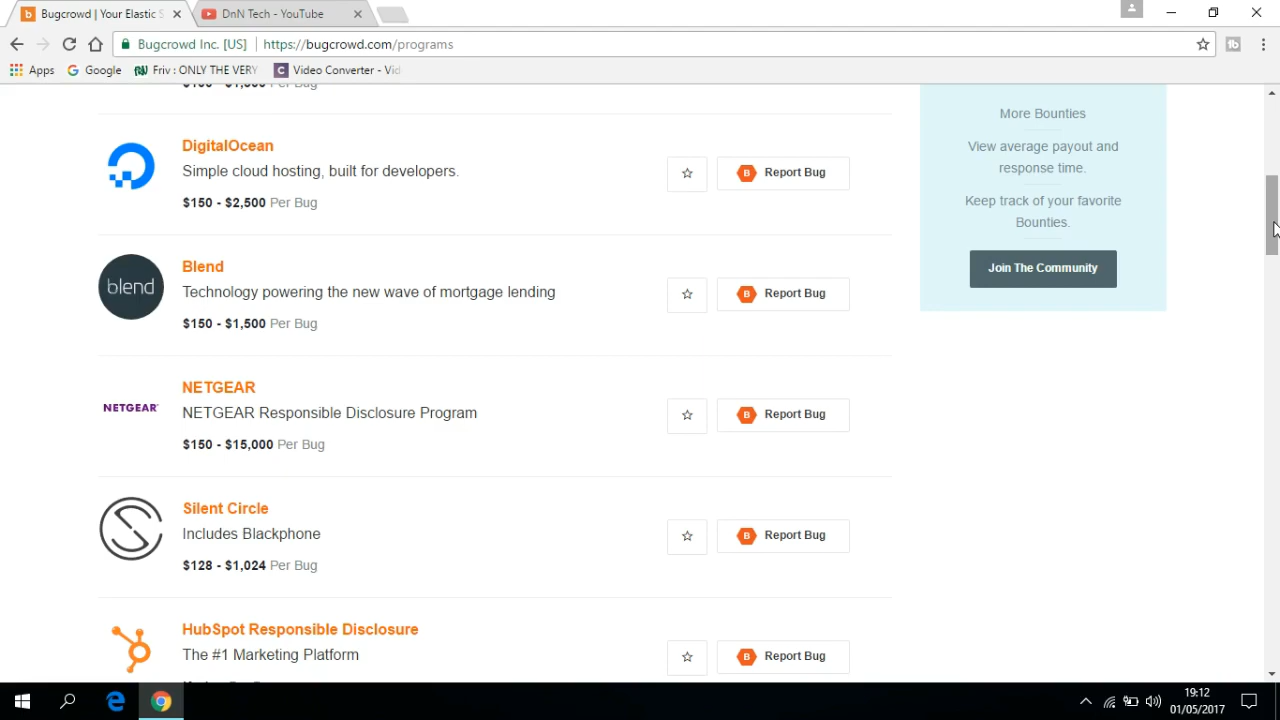 Bugcrowd | Your Elastic S
DnN Tech - YouTube
Bugcrowd Inc. [US]
https://bugcrowd.com/programs
Apps
Google
Friv : ONLY THE VERY
Video Converter - Vid
Per Bug
DigitalOcean
Simple cloud hosting, built for developers.
$150 - $2,500 Per Bug
Report Bug
Blend
blend
Technology powering the new wave of mortgage lending
$150 - $1,500 Per Bug
Report Bug
NETGEAR
NETGEAR
NETGEAR Responsible Disclosure Program
$150 - $15,000 Per Bug
Report Bug
Silent Circle
Includes Blackphone
$128 - $1,024 Per Bug
Report Bug
HubSpot Responsible Disclosure
The #1 Marketing Platform
Report Bug
More Bounties
View average payout and
response time.
Keep track of your favorite
Bounties.
Join The Community
19:12
01/05/2017